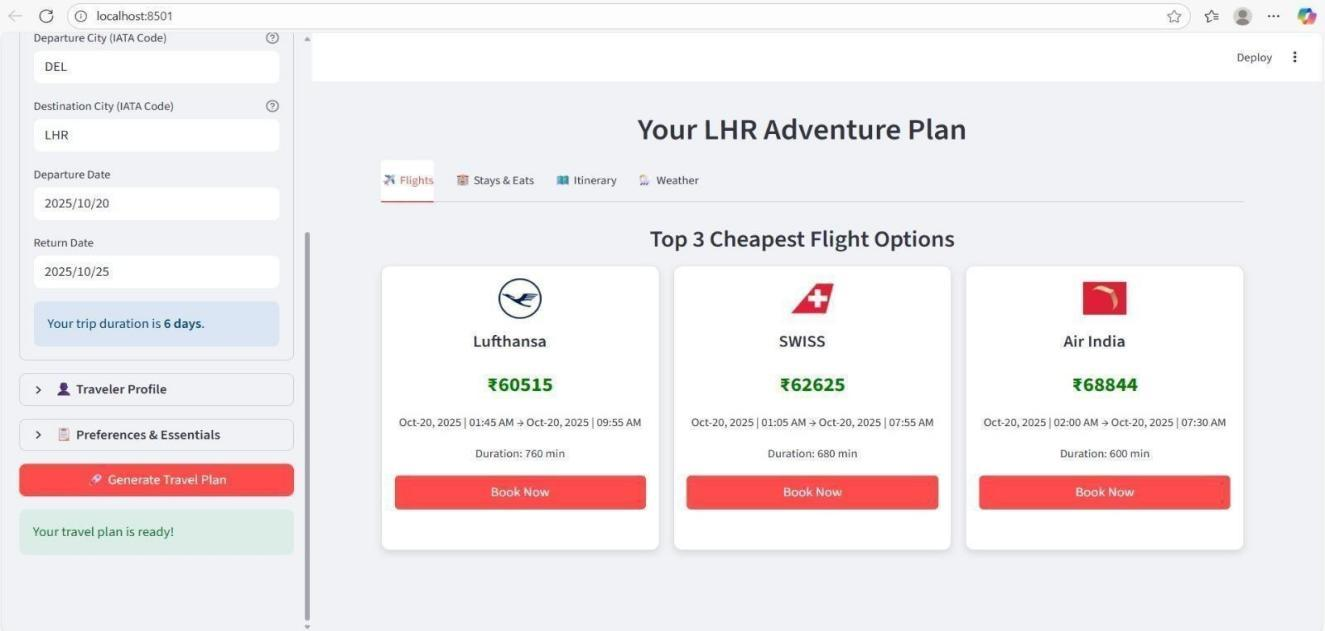 localhost:8501
Departure City (IATA Code)
DEL
Destination City (IATA Code)
LHR
Departure Date
2025/10/20
Return Date
2025/10/25
Your trip duration is 6 days.
Traveler Profile
Preferences & Essentials
Generate Travel Plan
Your travel plan is ready!
Deploy
Your LHR Adventure Plan
Flights Stays & Eats Itinerary Weather
Top 3 Cheapest Flight Options
Lufthansa
₹60515
Oct-20, 2025 | 01:45 AM → Oct-20, 2025 | 09:55 AM
Duration: 760 min
Book Now
SWISS
₹62625
Oct-20, 2025 | 01:05 AM → Oct-20, 2025 | 07:55 AM
Duration: 680 min
Book Now
Air India
₹68844
Oct-20, 2025 | 02:00 AM → Oct-20, 2025 | 07:30 AM
Duration: 600 min
Book Now